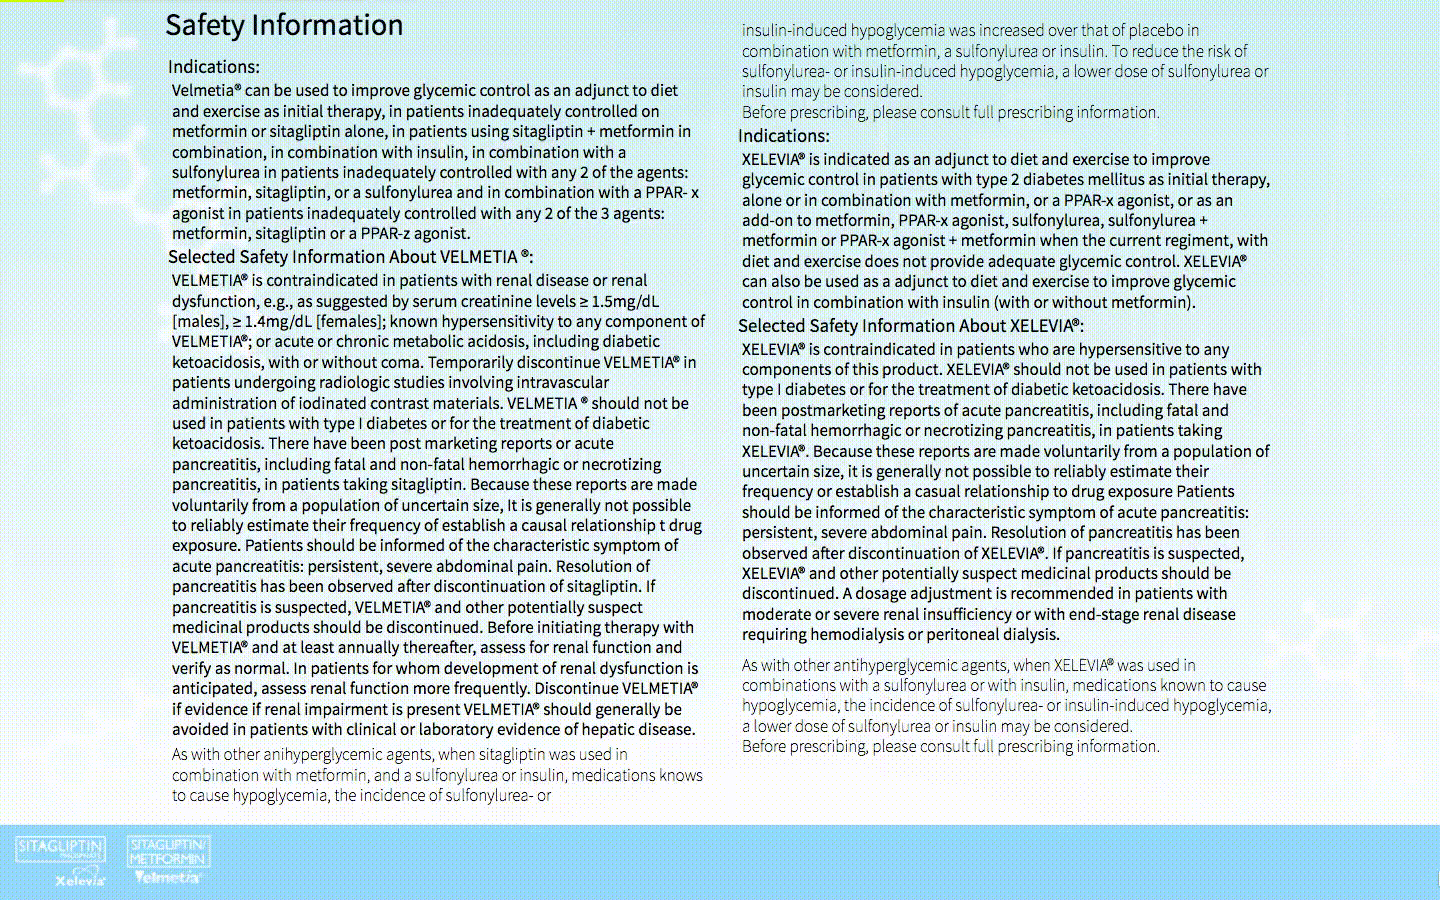 Safety Information
Indications:
Velmetia® can be used to improve glycemic control as an adjunct to diet
and exercise as initial therapy, in patients inadequately controlled on
metformin or sitagliptin alone, in patients using sitagliptin + metformin in
combination, in combination with insulin, in combination with a
sulfonylurea in patients inadequately controlled with any 2 of the agents:
metformin, sitagliptin, or a sulfonylurea and in combination with a PPAR- x
agonist in patients inadequately controlled with any 2 of the 3 agents:
metformin, sitagliptin or a PPAR-z agonist.
Selected Safety Information About VELMETIA ®:
VELMETIA® is contraindicated in patients with renal disease or renal
dysfunction, e.g., as suggested by serum creatinine levels ≥ 1.5mg/dL
[males], ≥ 1.4mg/dL [females]; known hypersensitivity to any component of
VELMETIA®; or acute or chronic metabolic acidosis, including diabetic
ketoacidosis, with or without coma. Temporarily discontinue VELMETIA® in
patients undergoing radiologic studies involving intravascular
administration of iodinated contrast materials. VELMETIA ® should not be
used in patients with type I diabetes or for the treatment of diabetic
ketoacidosis. There have been post marketing reports or acute
pancreatitis, including fatal and non-fatal hemorrhagic or necrotizing
pancreatitis, in patients taking sitagliptin. Because these reports are made
voluntarily from a population of uncertain size, It is generally not possible
to reliably estimate their frequency of establish a causal relationship t drug
exposure. Patients should be informed of the characteristic symptom of
acute pancreatitis: persistent, severe abdominal pain. Resolution of
pancreatitis has been observed after discontinuation of sitagliptin. If
pancreatitis is suspected, VELMETIA® and other potentially suspect
medicinal products should be discontinued. Before initiating therapy with
VELMETIA® and at least annually thereafter, assess for renal function and
verify as normal. In patients for whom development of renal dysfunction is
anticipated, assess renal function more frequently. Discontinue VELMETIA®
if evidence if renal impairment is present VELMETIA® should generally be
avoided in patients with clinical or laboratory evidence of hepatic disease.
As with other anihyperglycemic agents, when sitagliptin was used in
combination with metformin, and a sulfonylurea or insulin, medications knows
to cause hypoglycemia, the incidence of sulfonylurea- or
insulin-induced hypoglycemia was increased over that of placebo in
combination with metformin, a sulfonylurea or insulin. To reduce the risk of
sulfonylurea- or insulin-induced hypoglycemia, a lower dose of sulfonylurea or
insulin may be considered.
Before prescribing, please consult full prescribing information.
Indications:
XELEVIA® is indicated as an adjunct to diet and exercise to improve
glycemic control in patients with type 2 diabetes mellitus as initial therapy,
alone or in combination with metformin, or a PPAR-x agonist, or as an
add-on to metformin, PPAR-x agonist, sulfonylurea, sulfonylurea +
metformin or PPAR-x agonist + metformin when the current regiment, with
diet and exercise does not provide adequate glycemic control. XELEVIA®
can also be used as a adjunct to diet and exercise to improve glycemic
control in combination with insulin (with or without metformin).
Selected Safety Information About XELEVIA®:
XELEVIA® is contraindicated in patients who are hypersensitive to any
components of this product. XELEVIA® should not be used in patients with
type I diabetes or for the treatment of diabetic ketoacidosis. There have
been postmarketing reports of acute pancreatitis, including fatal and
non-fatal hemorrhagic or necrotizing pancreatitis, in patients taking
XELEVIA®. Because these reports are made voluntarily from a population of
uncertain size, it is generally not possible to reliably estimate their
frequency or establish a casual relationship to drug exposure Patients
should be informed of the characteristic symptom of acute pancreatitis:
persistent, severe abdominal pain. Resolution of pancreatitis has been
observed after discontinuation of XELEVIA®. If pancreatitis is suspected,
XELEVIA® and other potentially suspect medicinal products should be
discontinued. A dosage adjustment is recommended in patients with
moderate or severe renal insufficiency or with end-stage renal disease
requiring hemodialysis or peritoneal dialysis.
As with other antihyperglycemic agents, when XELEVIA® was used in
combinations with a sulfonylurea or with insulin, medications known to cause
hypoglycemia, the incidence of sulfonylurea- or insulin-induced hypoglycemia,
a lower dose of sulfonylurea or insulin may be considered.
Before prescribing, please consult full prescribing information.
SITAGLIPTIN
Xelevia®
SITAGLIPTIN/
METFORMIN
Velmetia®